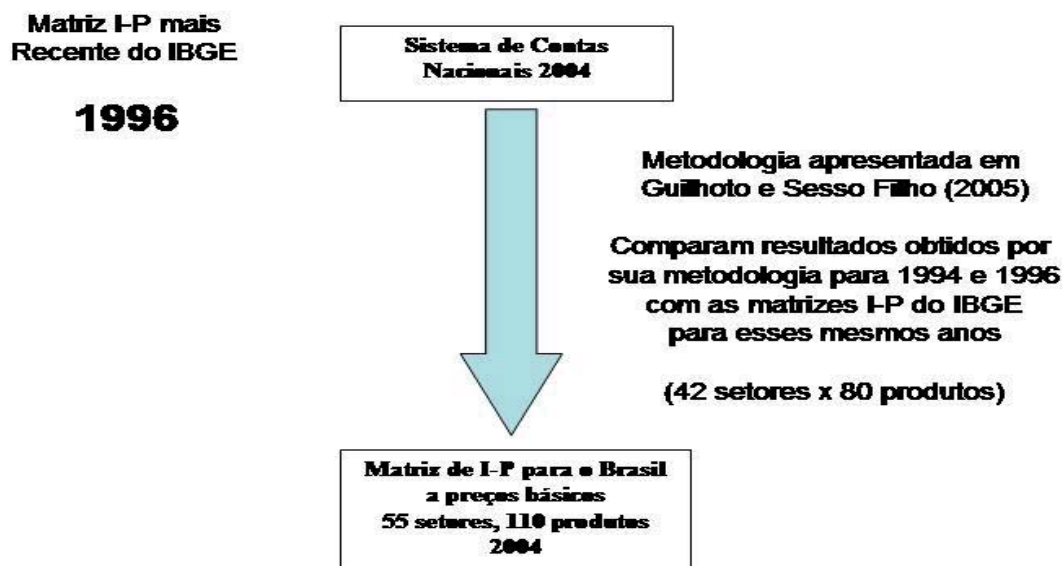 Matriz I-P mais
Recente do IBGE
1996
Sistema de Contas
Nacionais 2004
Metodologia apresentada em
Guilhoto e Sesso Filho (2005)
Comparam resultados obtidos por
sua metodologia para 1994 e 1996
com as matrizes I-P do IBGE
para esses mesmos anos
(42 setores x 80 produtos)
Matriz de I-P para o Brasil
a preços básicos
55 setores, 110 produtos
2004